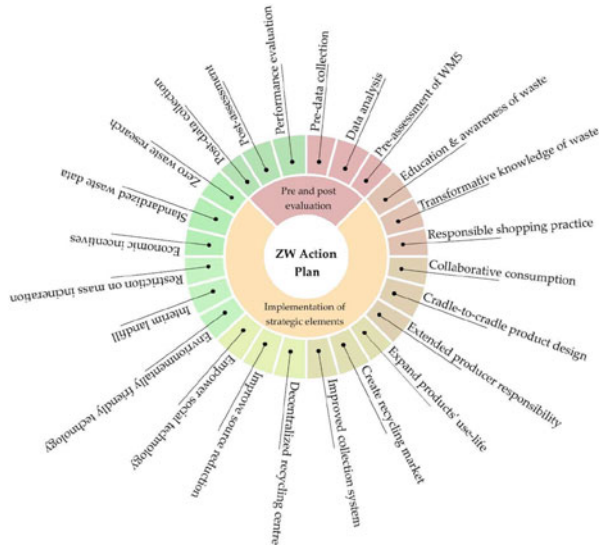 Pre-data collection
Data analysis
Pre-assessment of WMS
Education & awareness of waste
Transformative knowledge of waste
Responsible shopping practice
Collaborative consumption
Cradle-to-cradle product design
Extended producer responsibility
Expand products' use-life
Create recycling market
Improved collection system
Decentralized recycling centre
Improve source reduction
Empower social technology
Envrionmentally friendly technology
Interim landfill
Restriction on mass incineration
Economic incentives
Standardized waste data
Zero waste research
Post-data collection
Post-assessment
Performance evaluation
Pre and post
evaluation
ZW Action
Plan
Implementation of
strategic elements